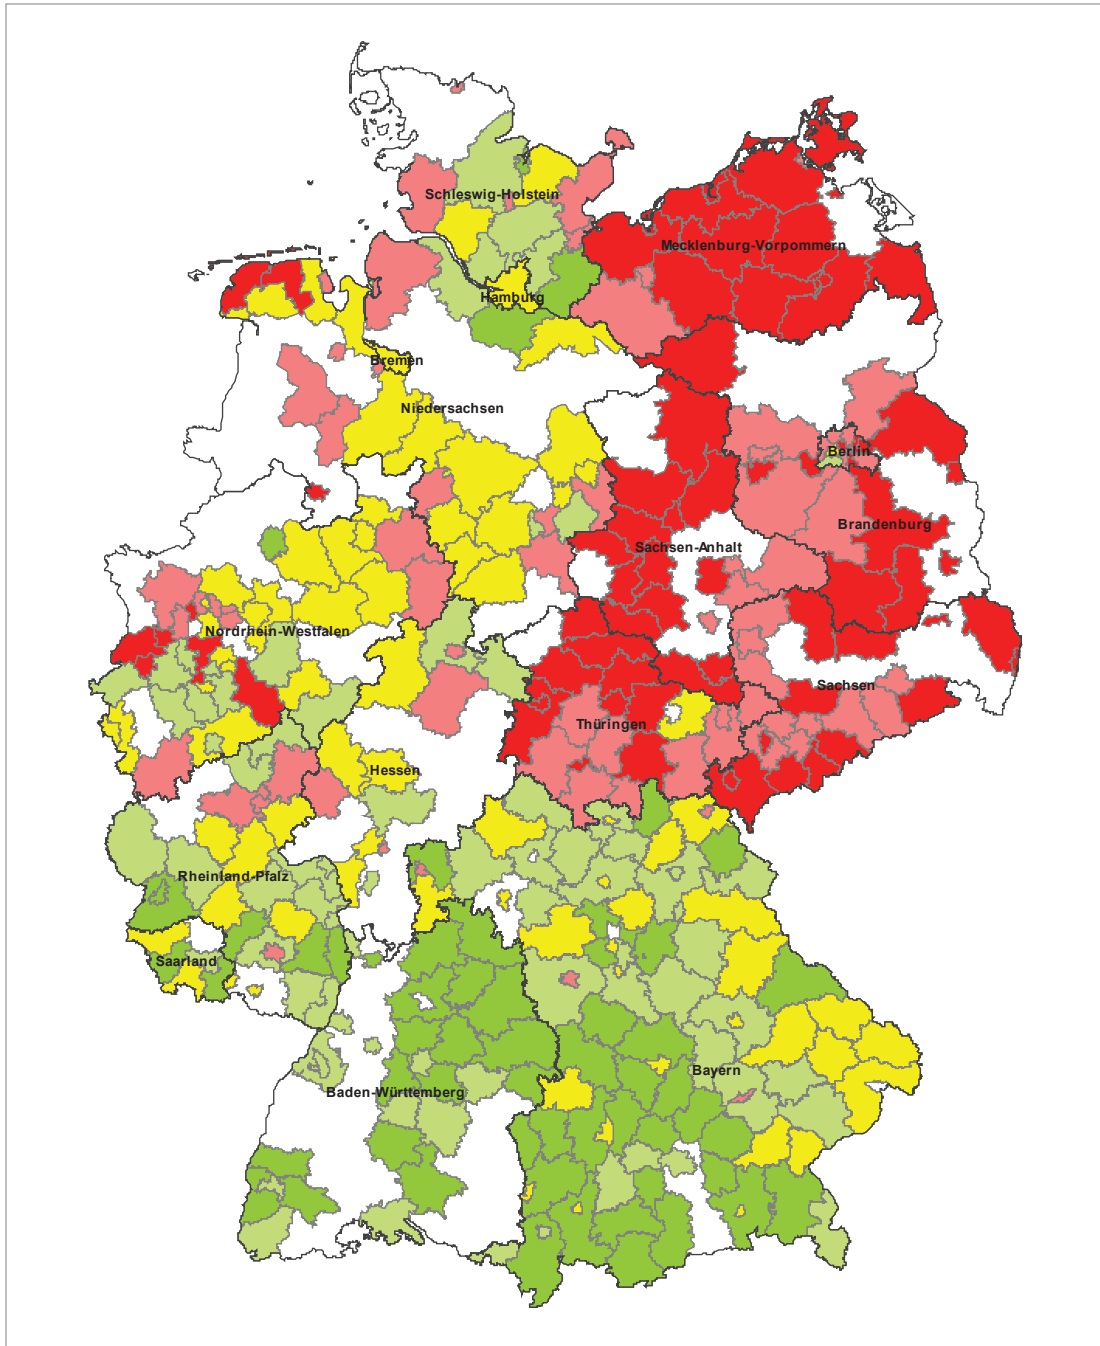 Schleswig-Holstein
Mecklenburg-Vorpommern
Hamburg
Bremen
Niedersachsen
Berlin
Brandenburg
Sachsen-Anhalt
Nordrhein-Westfalen
Sachsen
Thüringen
Hessen
Rheinland-Pfalz
Saarland
Bayern
Baden-Württemberg